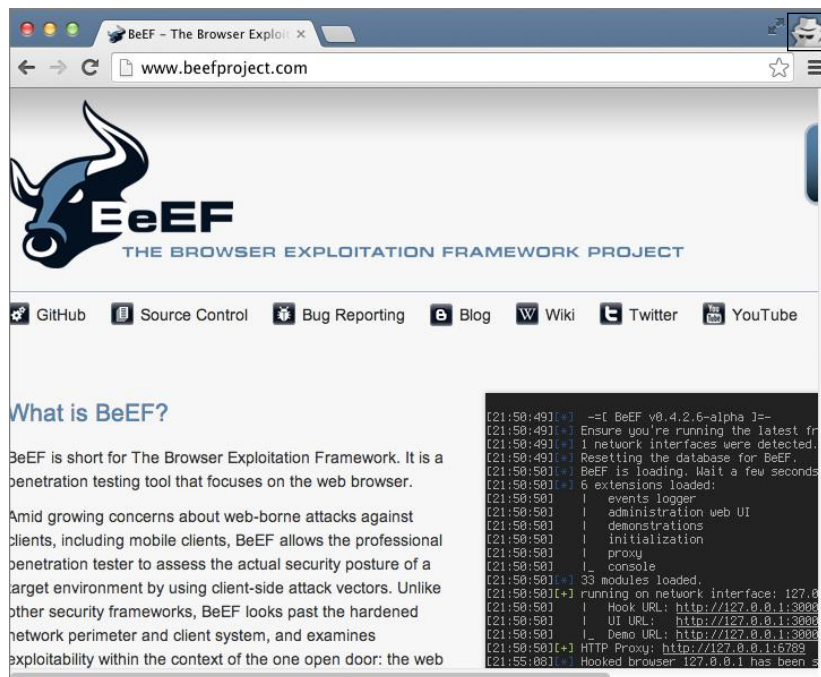 BeEF – The Browser Exploi
www.beefproject.com
BeEF
THE BROWSER EXPLOITATION FRAMEWORK PROJECT
GitHub Source Control Bug Reporting Blog Wiki Twitter YouTube
What is BeEF?
BeEF is short for The Browser Exploitation Framework. It is a
penetration testing tool that focuses on the web browser.
Amid growing concerns about web-borne attacks against
clients, including mobile clients, BeEF allows the professional
penetration tester to assess the actual security posture of a
target environment by using client-side attack vectors. Unlike
other security frameworks, BeEF looks past the hardened
network perimeter and client system, and examines
exploitability within the context of the one open door: the web
[21:50:49][*] -=[ BeEF v0.4.2.6-alpha ]=-
[21:50:49][*] Ensure you're running the latest fr
[21:50:49][*] 1 network interfaces were detected.
[21:50:49][*] Resetting the database for BeEF.
[21:50:50][*] BeEF is loading. Wait a few seconds
[21:50:50][*] 6 extensions loaded:
[21:50:50] | events logger
[21:50:50] | administration web UI
[21:50:50] | demonstrations
[21:50:50] | initialization
[21:50:50] | proxy
[21:50:50] |_ console
[21:50:50][*] 33 modules loaded.
[21:50:50][+] running on network interface: 127.0
[21:50:50] | Hook URL: http://127.0.0.1:3000
[21:50:50] | UI URL: http://127.0.0.1:3000
[21:50:50] |_ Demo URL: http://127.0.0.1:3000
[21:50:50][+] HTTP Proxy: http://127.0.0.1:6789
[21:55:08][*] Hooked browser 127.0.0.1 has been s